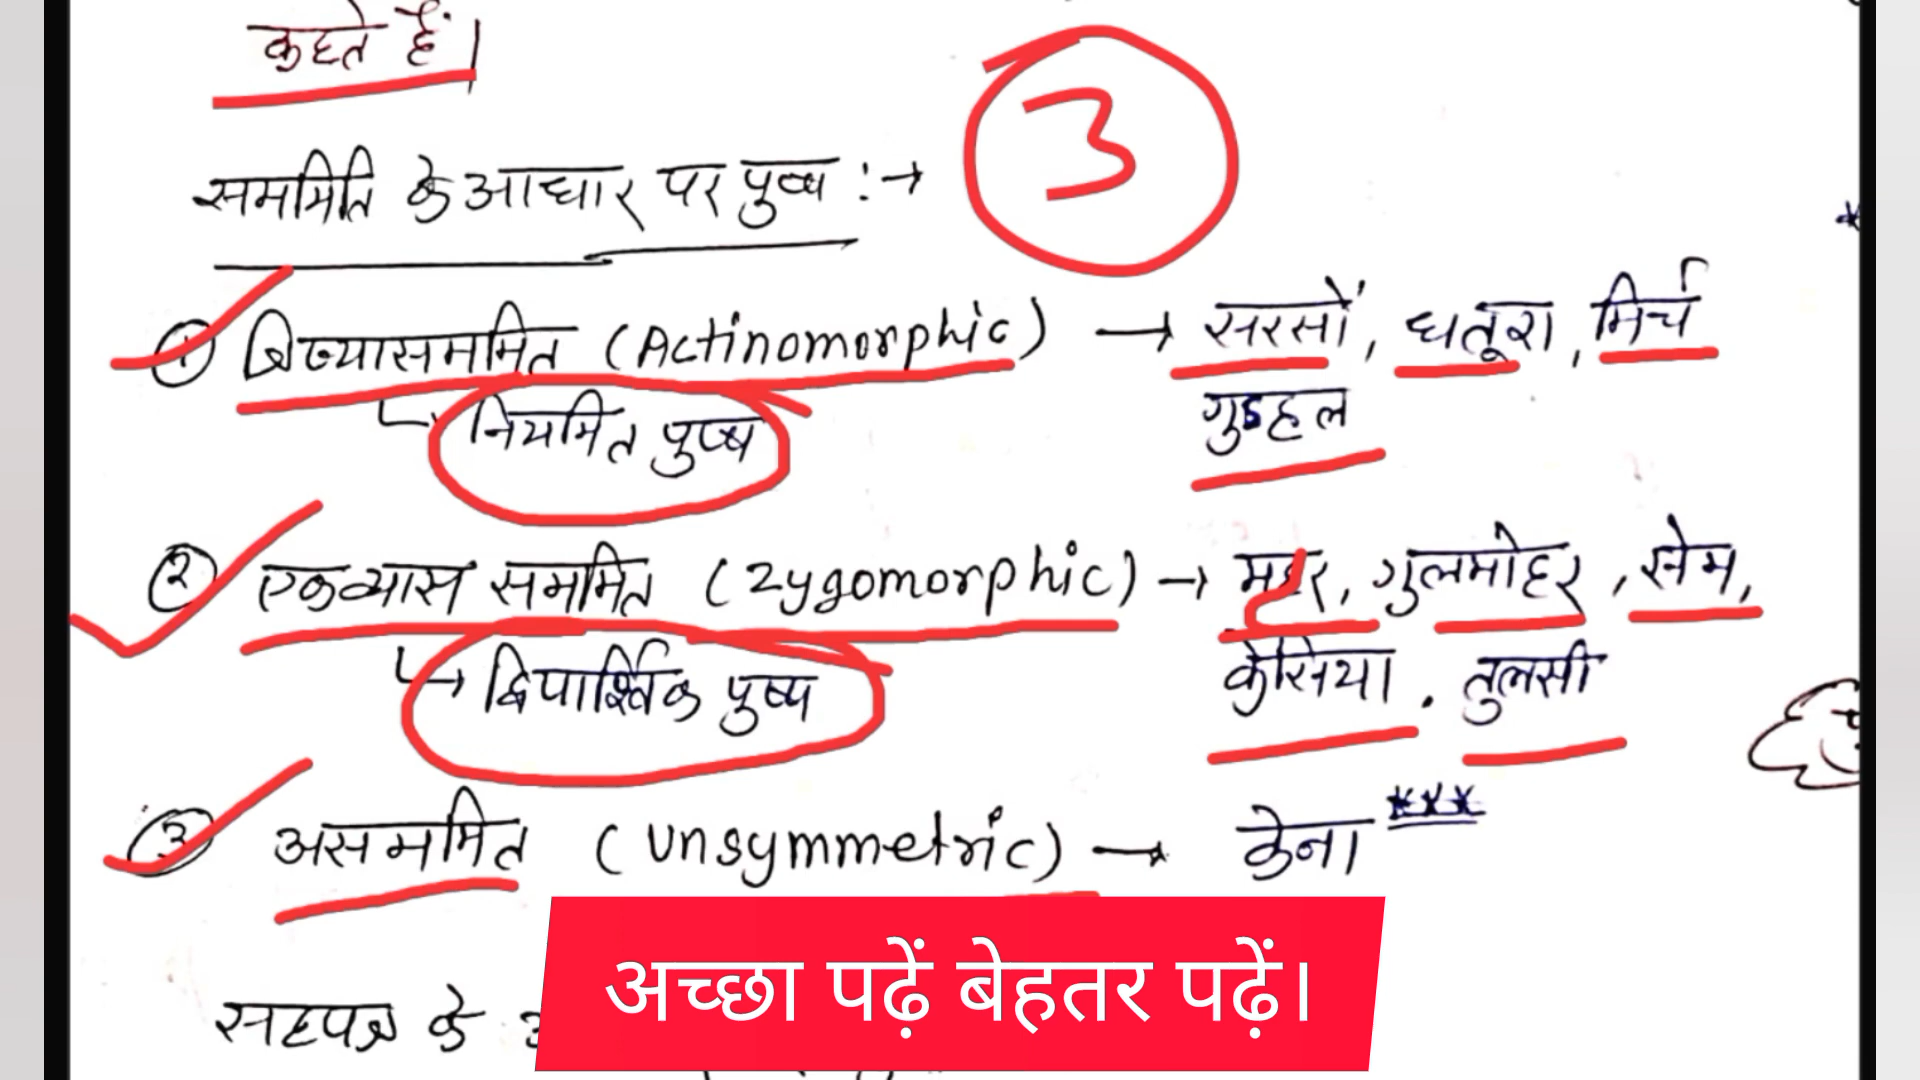 कहते हैं।
3
सममिति के आधार पर पुष्प :→
① त्रिज्यासममित (Actinomorphic) → सरसों, धतूरा, मिर्च
गुडहल
↳ नियमित पुष्प
② एकव्यास सममित (Zygomorphic) → मटर, गुलमोहर, सेम,
केसिया, तुलसी
↳ द्विपार्श्विक पुष्प
③ असममित (Unsymmetric) → केना ***
सहपत्र के
अच्छा पढ़ें बेहतर पढ़ें।